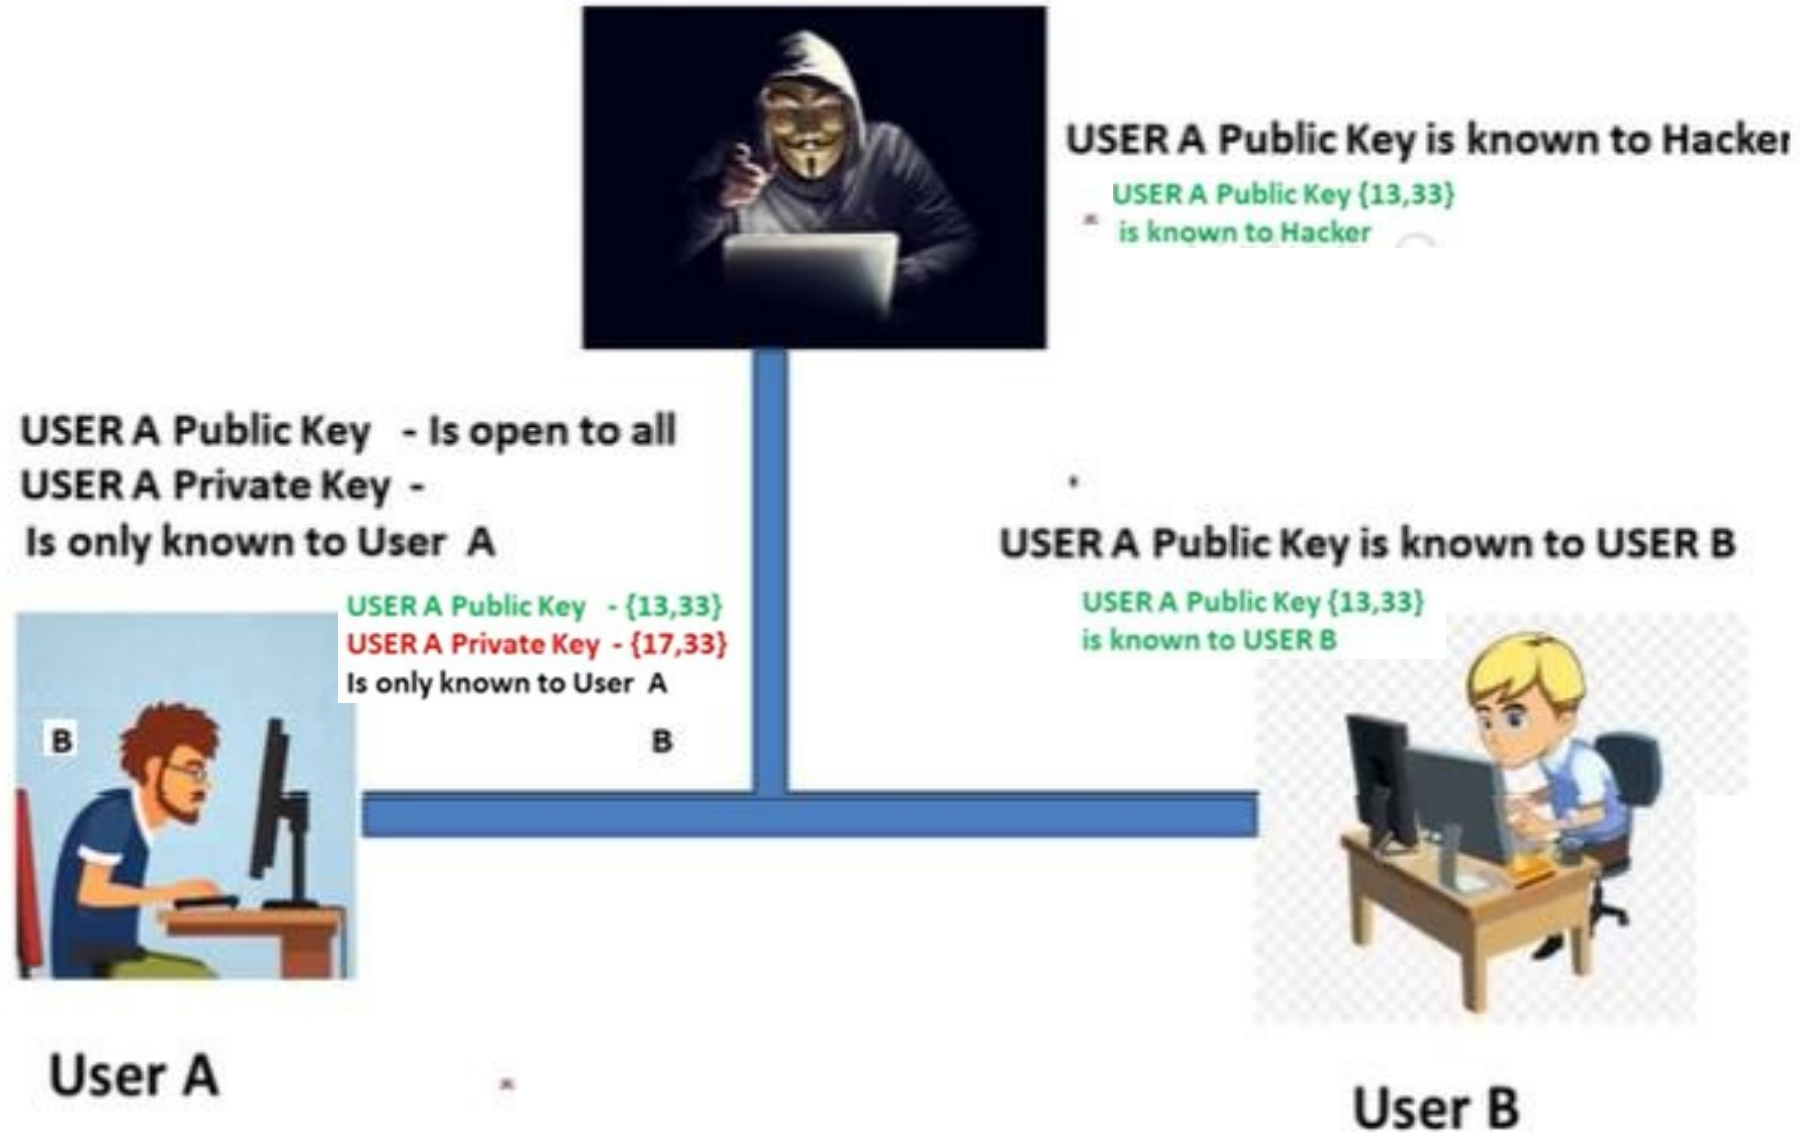 USER A Public Key is known to Hacker
USER A Public Key {13,33}
is known to Hacker
USER A Public Key - Is open to all
USER A Private Key -
Is only known to User A
USER A Public Key is known to USER B
USER A Public Key - {13,33}
USER A Private Key - {17,33}
Is only known to User A
USER A Public Key {13,33}
is known to USER B
B
B
User A
User B